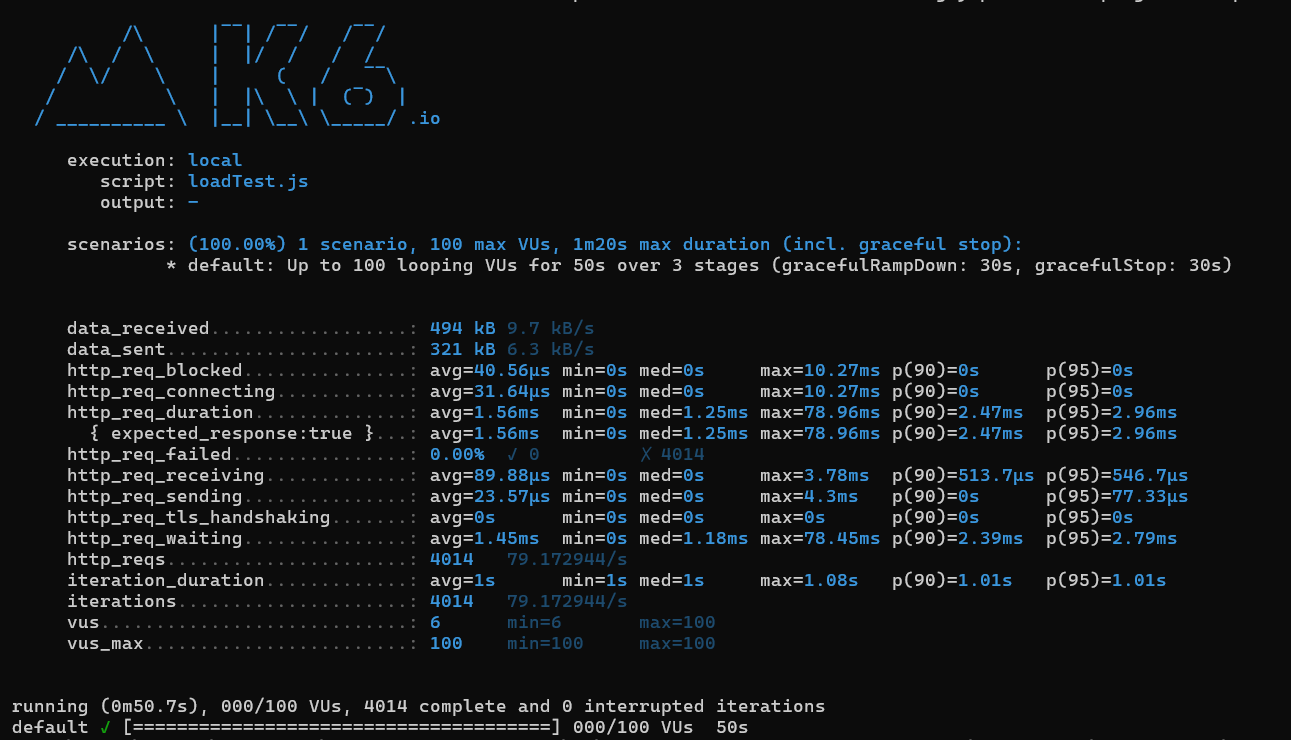 /\      |‾‾| /‾‾/   /‾‾/
     /\  /  \     |  |/  /   /  /
    /  \/    \    |     (   /   ‾‾\
   /          \   |  |\  \ |  (‾)  |
  / __________ \  |__| \__\ \_____/ .io
execution: local
script: loadTest.js
output: -
scenarios: (100.00%) 1 scenario, 100 max VUs, 1m20s max duration (incl. graceful stop):
* default: Up to 100 looping VUs for 50s over 3 stages (gracefulRampDown: 30s, gracefulStop: 30s)
data_received..................: 494 kB 9.7 kB/s
data_sent......................: 321 kB 6.3 kB/s
http_req_blocked...............: avg=40.56µs min=0s med=0s     max=10.27ms p(90)=0s      p(95)=0s
http_req_connecting............: avg=31.64µs min=0s med=0s     max=10.27ms p(90)=0s      p(95)=0s
http_req_duration..............: avg=1.56ms  min=0s med=1.25ms max=78.96ms p(90)=2.47ms  p(95)=2.96ms
{ expected_response:true }...: avg=1.56ms  min=0s med=1.25ms max=78.96ms p(90)=2.47ms  p(95)=2.96ms
http_req_failed................: 0.00%  ✓ 0         ✗ 4014
http_req_receiving.............: avg=89.88µs min=0s med=0s     max=3.78ms  p(90)=513.7µs p(95)=546.7µs
http_req_sending...............: avg=23.57µs min=0s med=0s     max=4.3ms   p(90)=0s      p(95)=77.33µs
http_req_tls_handshaking.......: avg=0s      min=0s med=0s     max=0s      p(90)=0s      p(95)=0s
http_req_waiting...............: avg=1.45ms  min=0s med=1.18ms max=78.45ms p(90)=2.39ms  p(95)=2.79ms
http_reqs......................: 4014   79.172944/s
iteration_duration.............: avg=1s      min=1s med=1s     max=1.08s   p(90)=1.01s   p(95)=1.01s
iterations.....................: 4014   79.172944/s
vus............................: 6      min=6       max=100
vus_max........................: 100    min=100     max=100
running (0m50.7s), 000/100 VUs, 4014 complete and 0 interrupted iterations
default ✓ [======================================] 000/100 VUs  50s